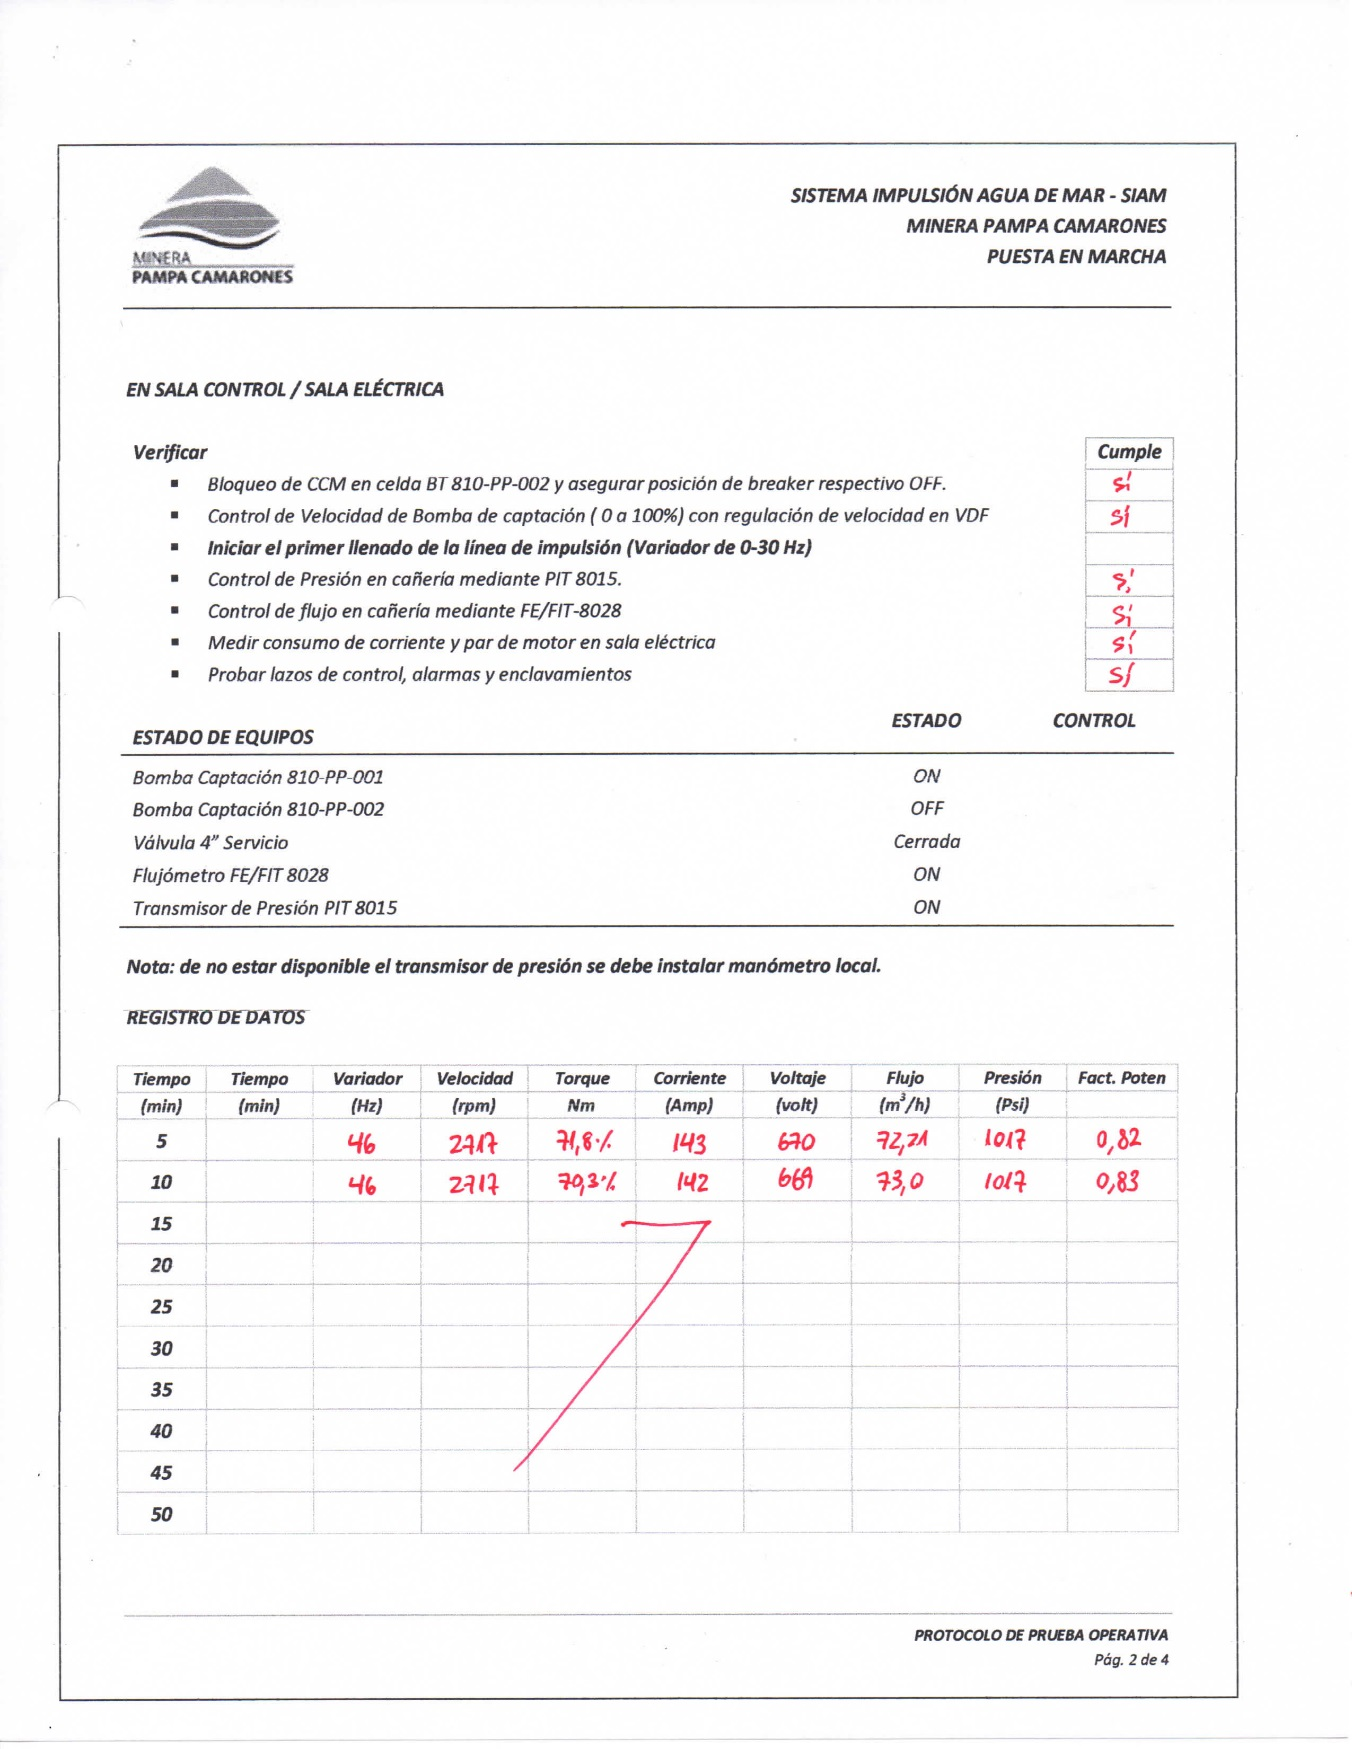 MINERA
PAMPA CAMARONES
SISTEMA IMPULSIÓN AGUA DE MAR - SIAM
MINERA PAMPA CAMARONES
PUESTA EN MARCHA
EN SALA CONTROL / SALA ELÉCTRICA
Verificar Cumple
▪ Bloqueo de CCM en celda BT 810-PP-002 y asegurar posición de breaker respectivo OFF. Sí
▪ Control de Velocidad de Bomba de captación ( 0 a 100%) con regulación de velocidad en VDF Sí
▪ Iniciar el primer llenado de la línea de impulsión (Variador de 0-30 Hz)
▪ Control de Presión en cañería mediante PIT 8015. Sí
▪ Control de flujo en cañería mediante FE/FIT-8028 Sí
▪ Medir consumo de corriente y par de motor en sala eléctrica Sí
▪ Probar lazos de control, alarmas y enclavamientos Sí
ESTADO DE EQUIPOS ESTADO CONTROL
Bomba Captación 810-PP-001 ON
Bomba Captación 810-PP-002 OFF
Válvula 4” Servicio Cerrada
Flujómetro FE/FIT 8028 ON
Transmisor de Presión PIT 8015 ON
Nota: de no estar disponible el transmisor de presión se debe instalar manómetro local.
REGISTRO DE DATOS
Tiempo Tiempo Variador Velocidad Torque Corriente Voltaje Flujo Presión Fact. Poten
(min) (min) (Hz) (rpm) Nm (Amp) (volt) (m³/h) (Psi)
5 46 2717 71,8% 143 670 72,71 1017 0,82
10 46 2717 70,3% 142 669 73,0 1017 0,83
15
20
25
30
35
40
45
50
PROTOCOLO DE PRUEBA OPERATIVA
Pág. 2 de 4